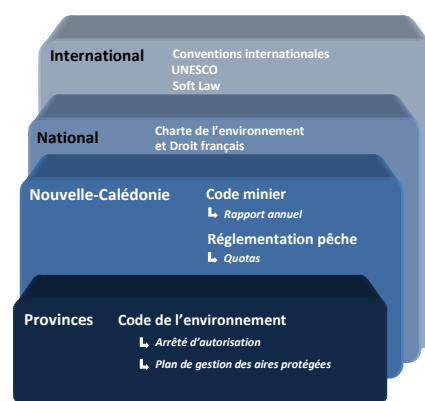 International Conventions internationales
UNESCO
Soft Law
National Charte de l'environnement
et Droit français
Nouvelle-Calédonie Code minier
Rapport annuel
Réglementation pêche
Quotas
Provinces Code de l'environnement
Arrêté d'autorisation
Plan de gestion des aires protégées